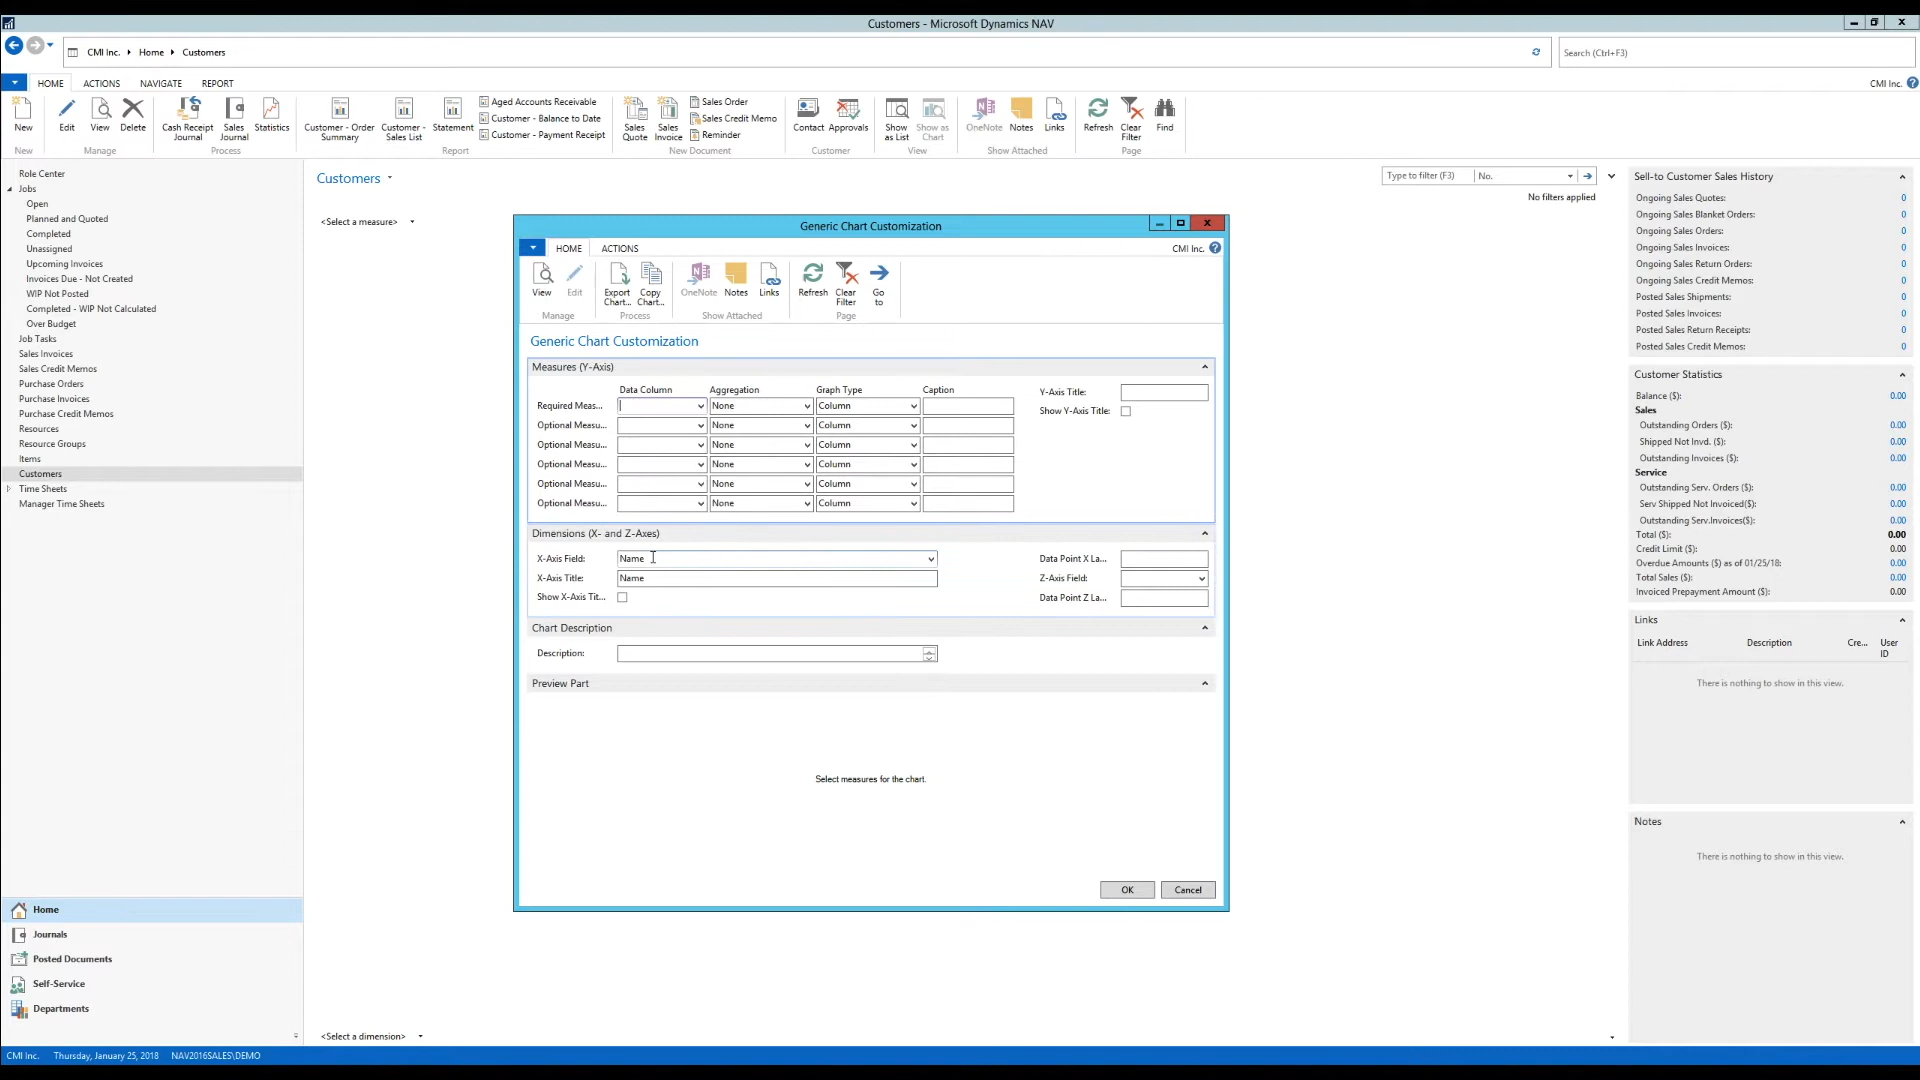 Customers - Microsoft Dynamics NAV
CMI Inc. Home Customers
Search (Ctrl+F3)
HOME ACTIONS NAVIGATE REPORT
CMI Inc.
New
Edit View Delete
Cash Receipt Journal
Sales Journal
Statistics
Customer - Order Summary
Customer - Sales List
Statement
Aged Accounts Receivable
Customer - Balance to Date
Customer - Payment Receipt
Sales Quote
Sales Invoice
Sales Order
Sales Credit Memo
Reminder
Contact Approvals
Show as List
Show as Chart
OneNote Notes Links
Refresh
Clear Filter
Find
New Manage Process Report New Document Customer View Show Attached Page
Role Center
Jobs
Open
Planned and Quoted
Completed
Unassigned
Upcoming Invoices
Invoices Due - Not Created
WIP Not Posted
Completed - WIP Not Calculated
Over Budget
Job Tasks
Sales Invoices
Sales Credit Memos
Purchase Orders
Purchase Invoices
Purchase Credit Memos
Resources
Resource Groups
Items
Customers
Time Sheets
Manager Time Sheets
Home
Journals
Posted Documents
Self-Service
Departments
Customers
Type to filter (F3) No.
No filters applied
<Select a measure>
Generic Chart Customization
HOME ACTIONS
CMI Inc.
View Edit
Export Chart...
Copy Chart...
OneNote Notes Links
Refresh
Clear Filter
Go to
Manage Process Show Attached Page
Generic Chart Customization
Measures (Y-Axis)
Data Column Aggregation Graph Type Caption
Required Meas... None Column
Optional Measu... None Column
Optional Measu... None Column
Optional Measu... None Column
Optional Measu... None Column
Optional Measu... None Column
Y-Axis Title:
Show Y-Axis Title:
Dimensions (X- and Z-Axes)
X-Axis Field: Name
X-Axis Title: Name
Show X-Axis Tit...
Data Point X La...
Z-Axis Field:
Data Point Z La...
Chart Description
Description:
Preview Part
Select measures for the chart.
OK Cancel
<Select a dimension>
Sell-to Customer Sales History
Ongoing Sales Quotes: 0
Ongoing Sales Blanket Orders: 0
Ongoing Sales Orders: 0
Ongoing Sales Invoices: 0
Ongoing Sales Return Orders: 0
Ongoing Sales Credit Memos: 0
Posted Sales Shipments: 0
Posted Sales Invoices: 0
Posted Sales Return Receipts: 0
Posted Sales Credit Memos: 0
Customer Statistics
Balance ($): 0.00
Sales
Outstanding Orders ($): 0.00
Shipped Not Invd. ($): 0.00
Outstanding Invoices ($): 0.00
Service
Outstanding Serv. Orders ($): 0.00
Serv Shipped Not Invoiced($): 0.00
Outstanding Serv.Invoices($): 0.00
Total ($): 0.00
Credit Limit ($): 0.00
Overdue Amounts ($) as of 01/25/18: 0.00
Total Sales ($): 0.00
Invoiced Prepayment Amount ($): 0.00
Links
Link Address Description Cre... User ID
There is nothing to show in this view.
Notes
There is nothing to show in this view.
CMI Inc. Thursday, January 25, 2018 NAV2016SALES\DEMO